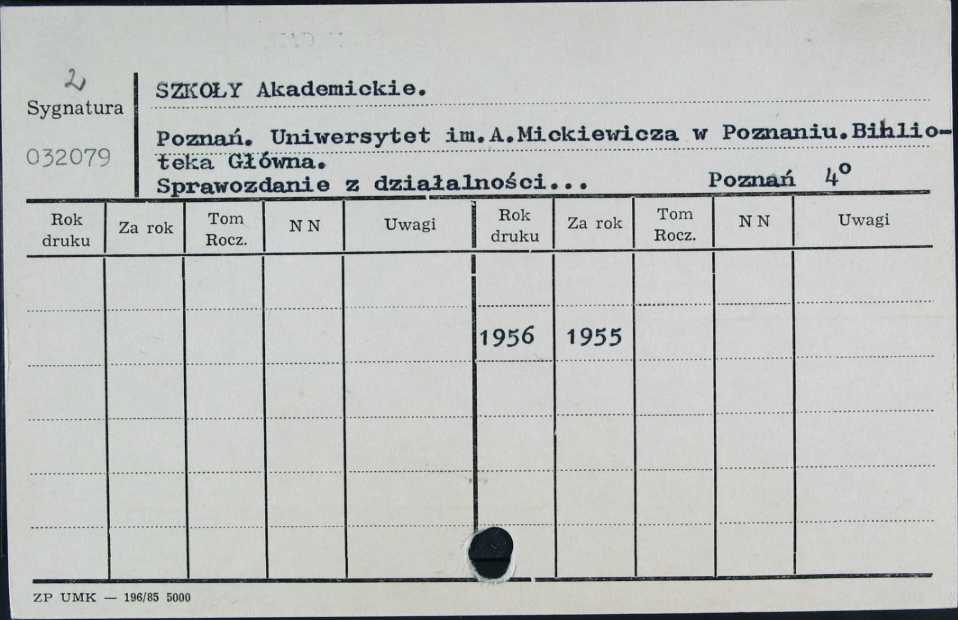 2
Sygnatura
032079
SZKOŁY Akademickie.
Poznań. Uniwersytet im.A.Mickiewicza w Poznaniu.Biblio-
teka Główna.
Sprawozdanie z działalności... Poznań 4º
Rok druku Za rok Tom Rocz. N N Uwagi Rok druku Za rok Tom Rocz. N N Uwagi
1956 1955
ZP UMK — 196/85 5000